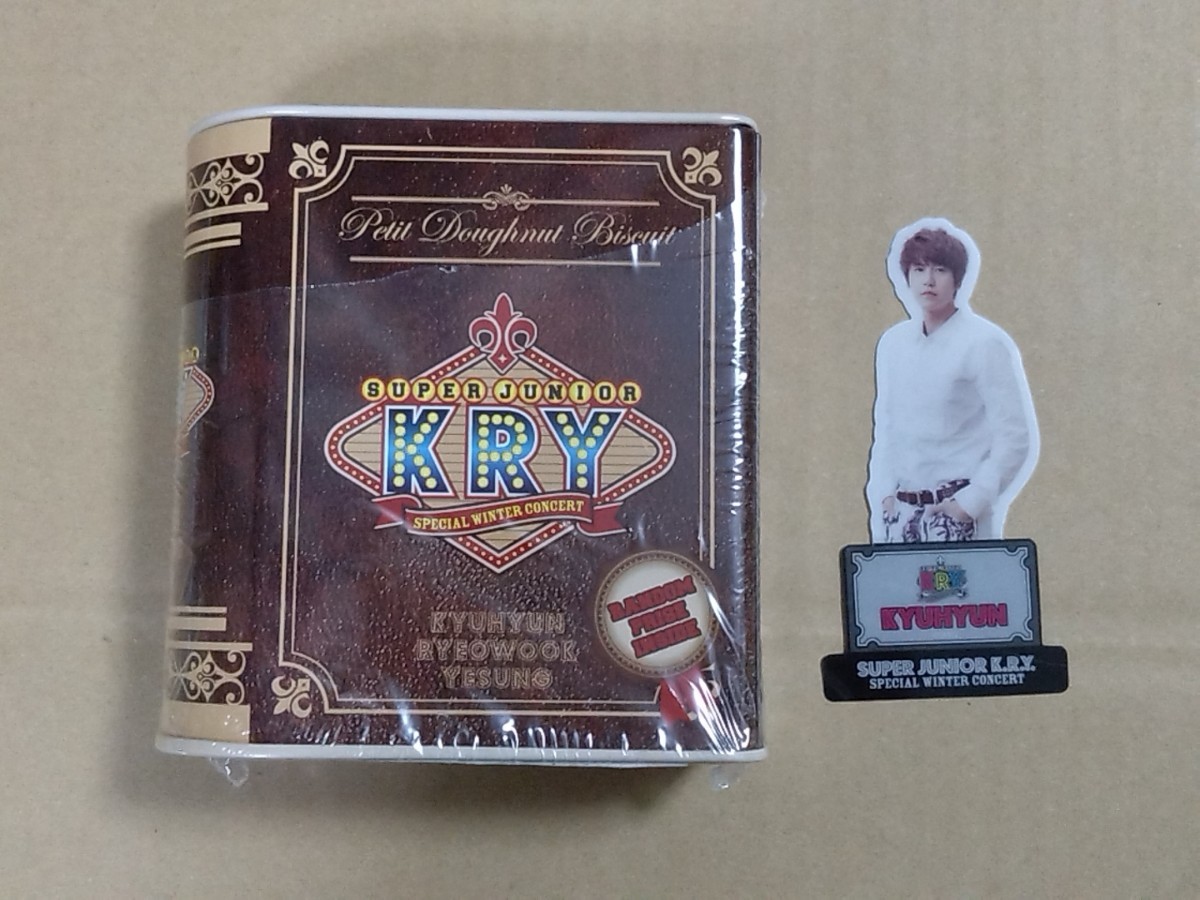 Petit Doughnut Biscuit
SUPER JUNIOR
KRY
SPECIAL WINTER CONCERT
RANDOM
PRIZE
INSIDE
KYUHYUN
RYEOWOOK
YESUNG
KRY
KYUHYUN
SUPER JUNIOR K.R.Y.
SPECIAL WINTER CONCERT